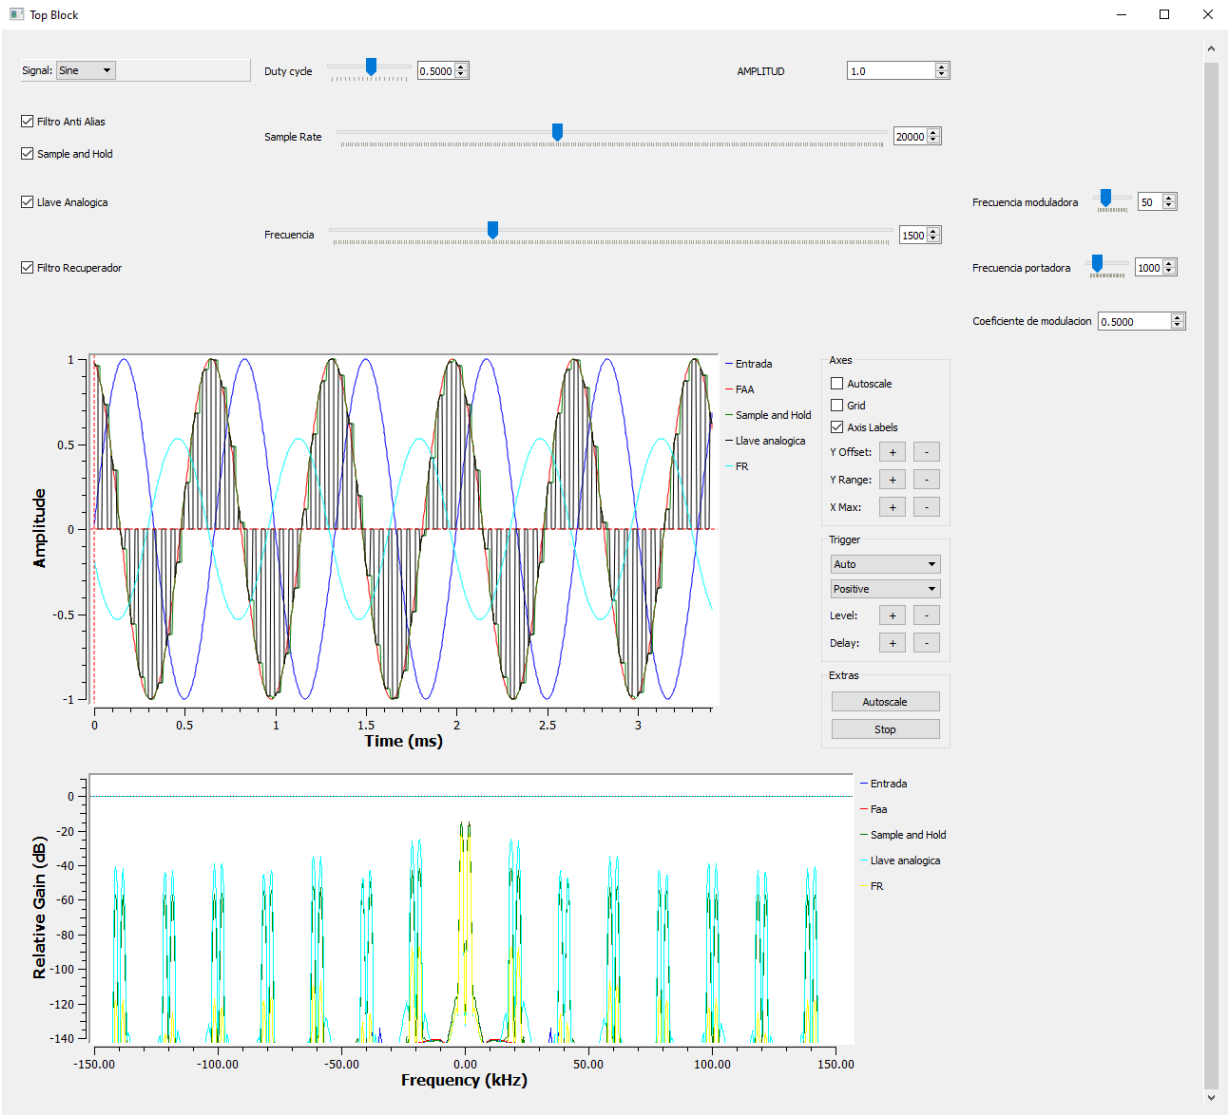 Top Block
Signal: Sine
Duty cycle 0.5000
AMPLITUD 1.0
Filtro Anti Alias
Sample Rate 20000
Sample and Hold
Llave Analogica
Frecuencia moduladora 50
Frecuencia 1500
Filtro Recuperador
Frecuencia portadora 1000
Coeficiente de modulacion 0.5000
1
0.5
0
-0.5
-1
Amplitude
0 0.5 1 1.5 2 2.5 3
Time (ms)
Entrada
FAA
Sample and Hold
Llave analogica
FR
Axes
Autoscale
Grid
Axis Labels
Y Offset: + -
Y Range: + -
X Max: + -
Trigger
Auto
Positive
Level: + -
Delay: + -
Extras
Autoscale
Stop
0
-20
-40
-60
-80
-100
-120
-140
Relative Gain (dB)
-150.00 -100.00 -50.00 0.00 50.00 100.00 150.00
Frequency (kHz)
Entrada
Faa
Sample and Hold
Llave analogica
FR